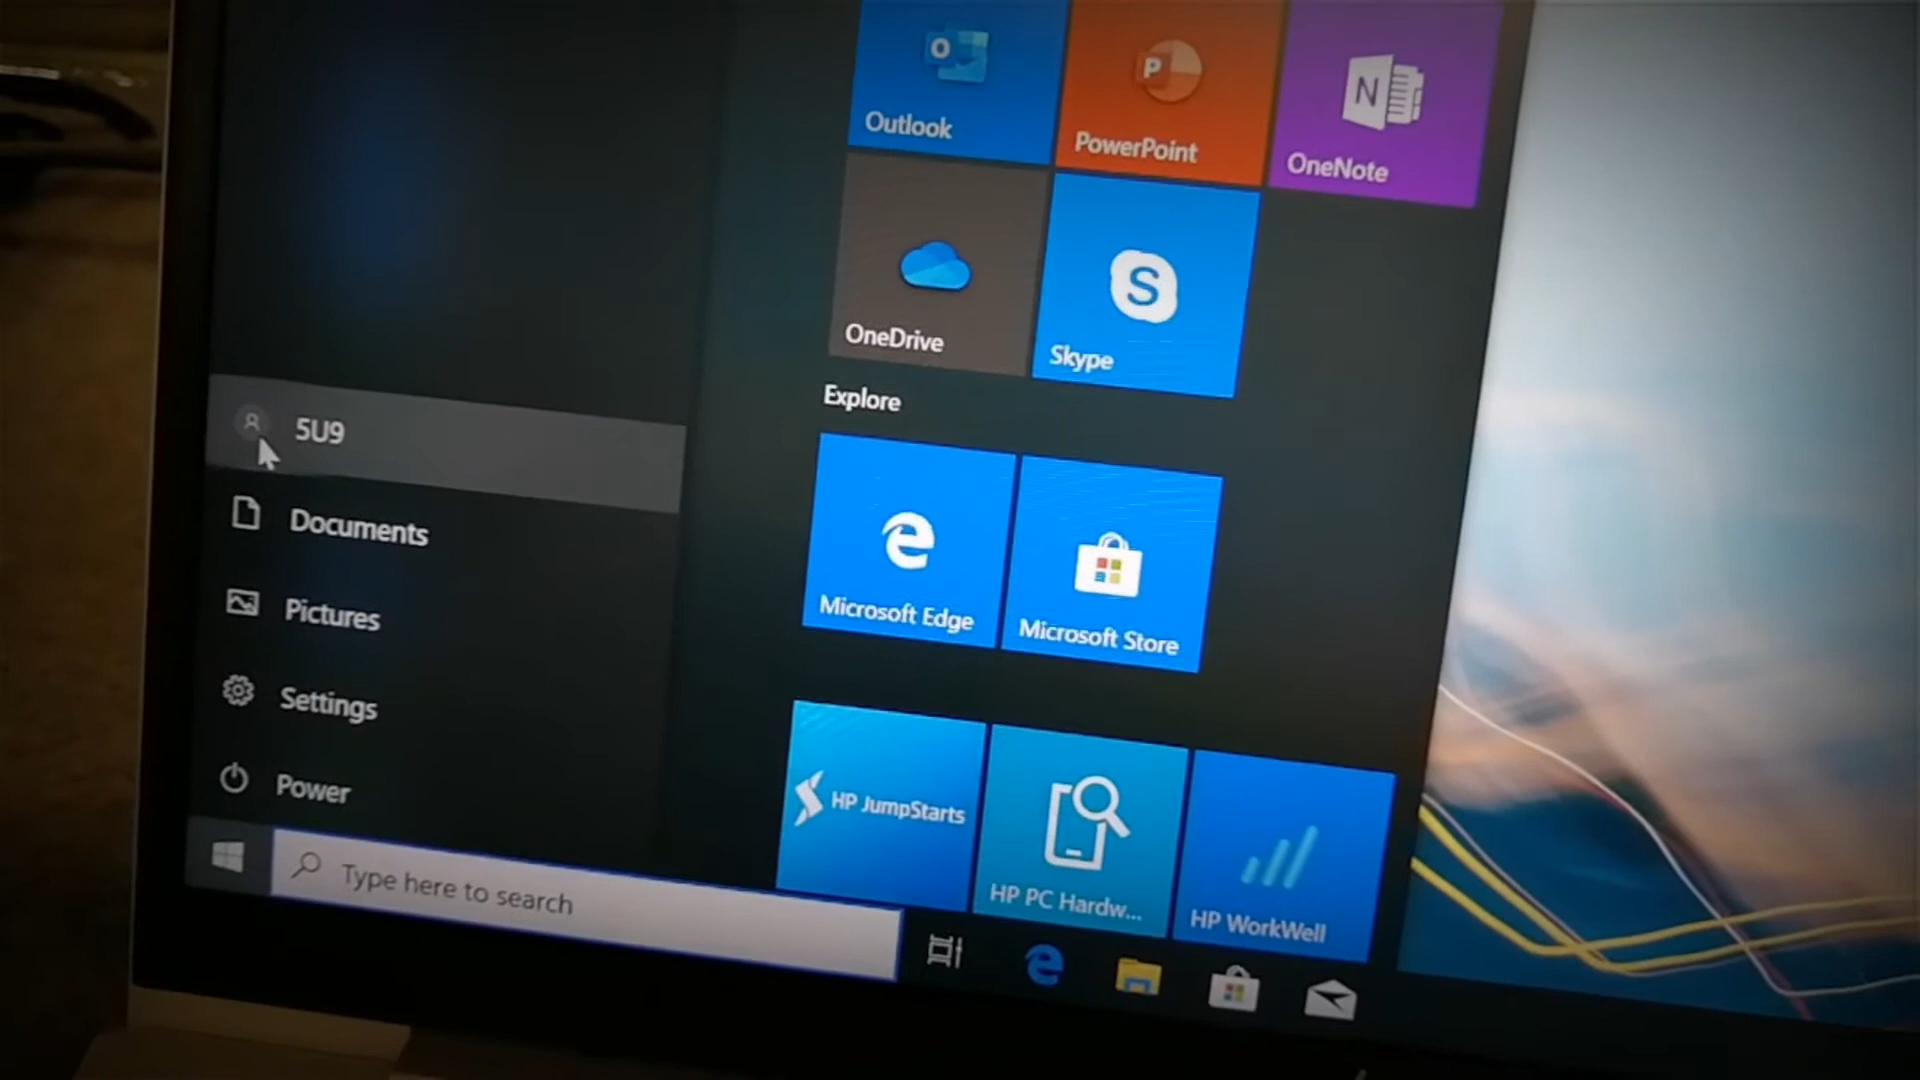 Outlook
PowerPoint
OneNote
OneDrive
Skype
Explore
5U9
Documents
Pictures
Settings
Power
Microsoft Edge
Microsoft Store
HP JumpStarts
HP PC Hardw...
HP WorkWell
Type here to search